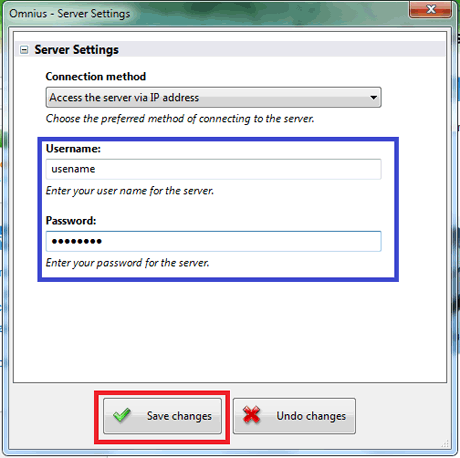 Omnius - Server Settings
Server Settings
Connection method
Access the server via IP address
Choose the preferred method of connecting to the server.
Username:
usename
Enter your user name for the server.
Password:
••••••••
Enter your password for the server.
Save changes
Undo changes